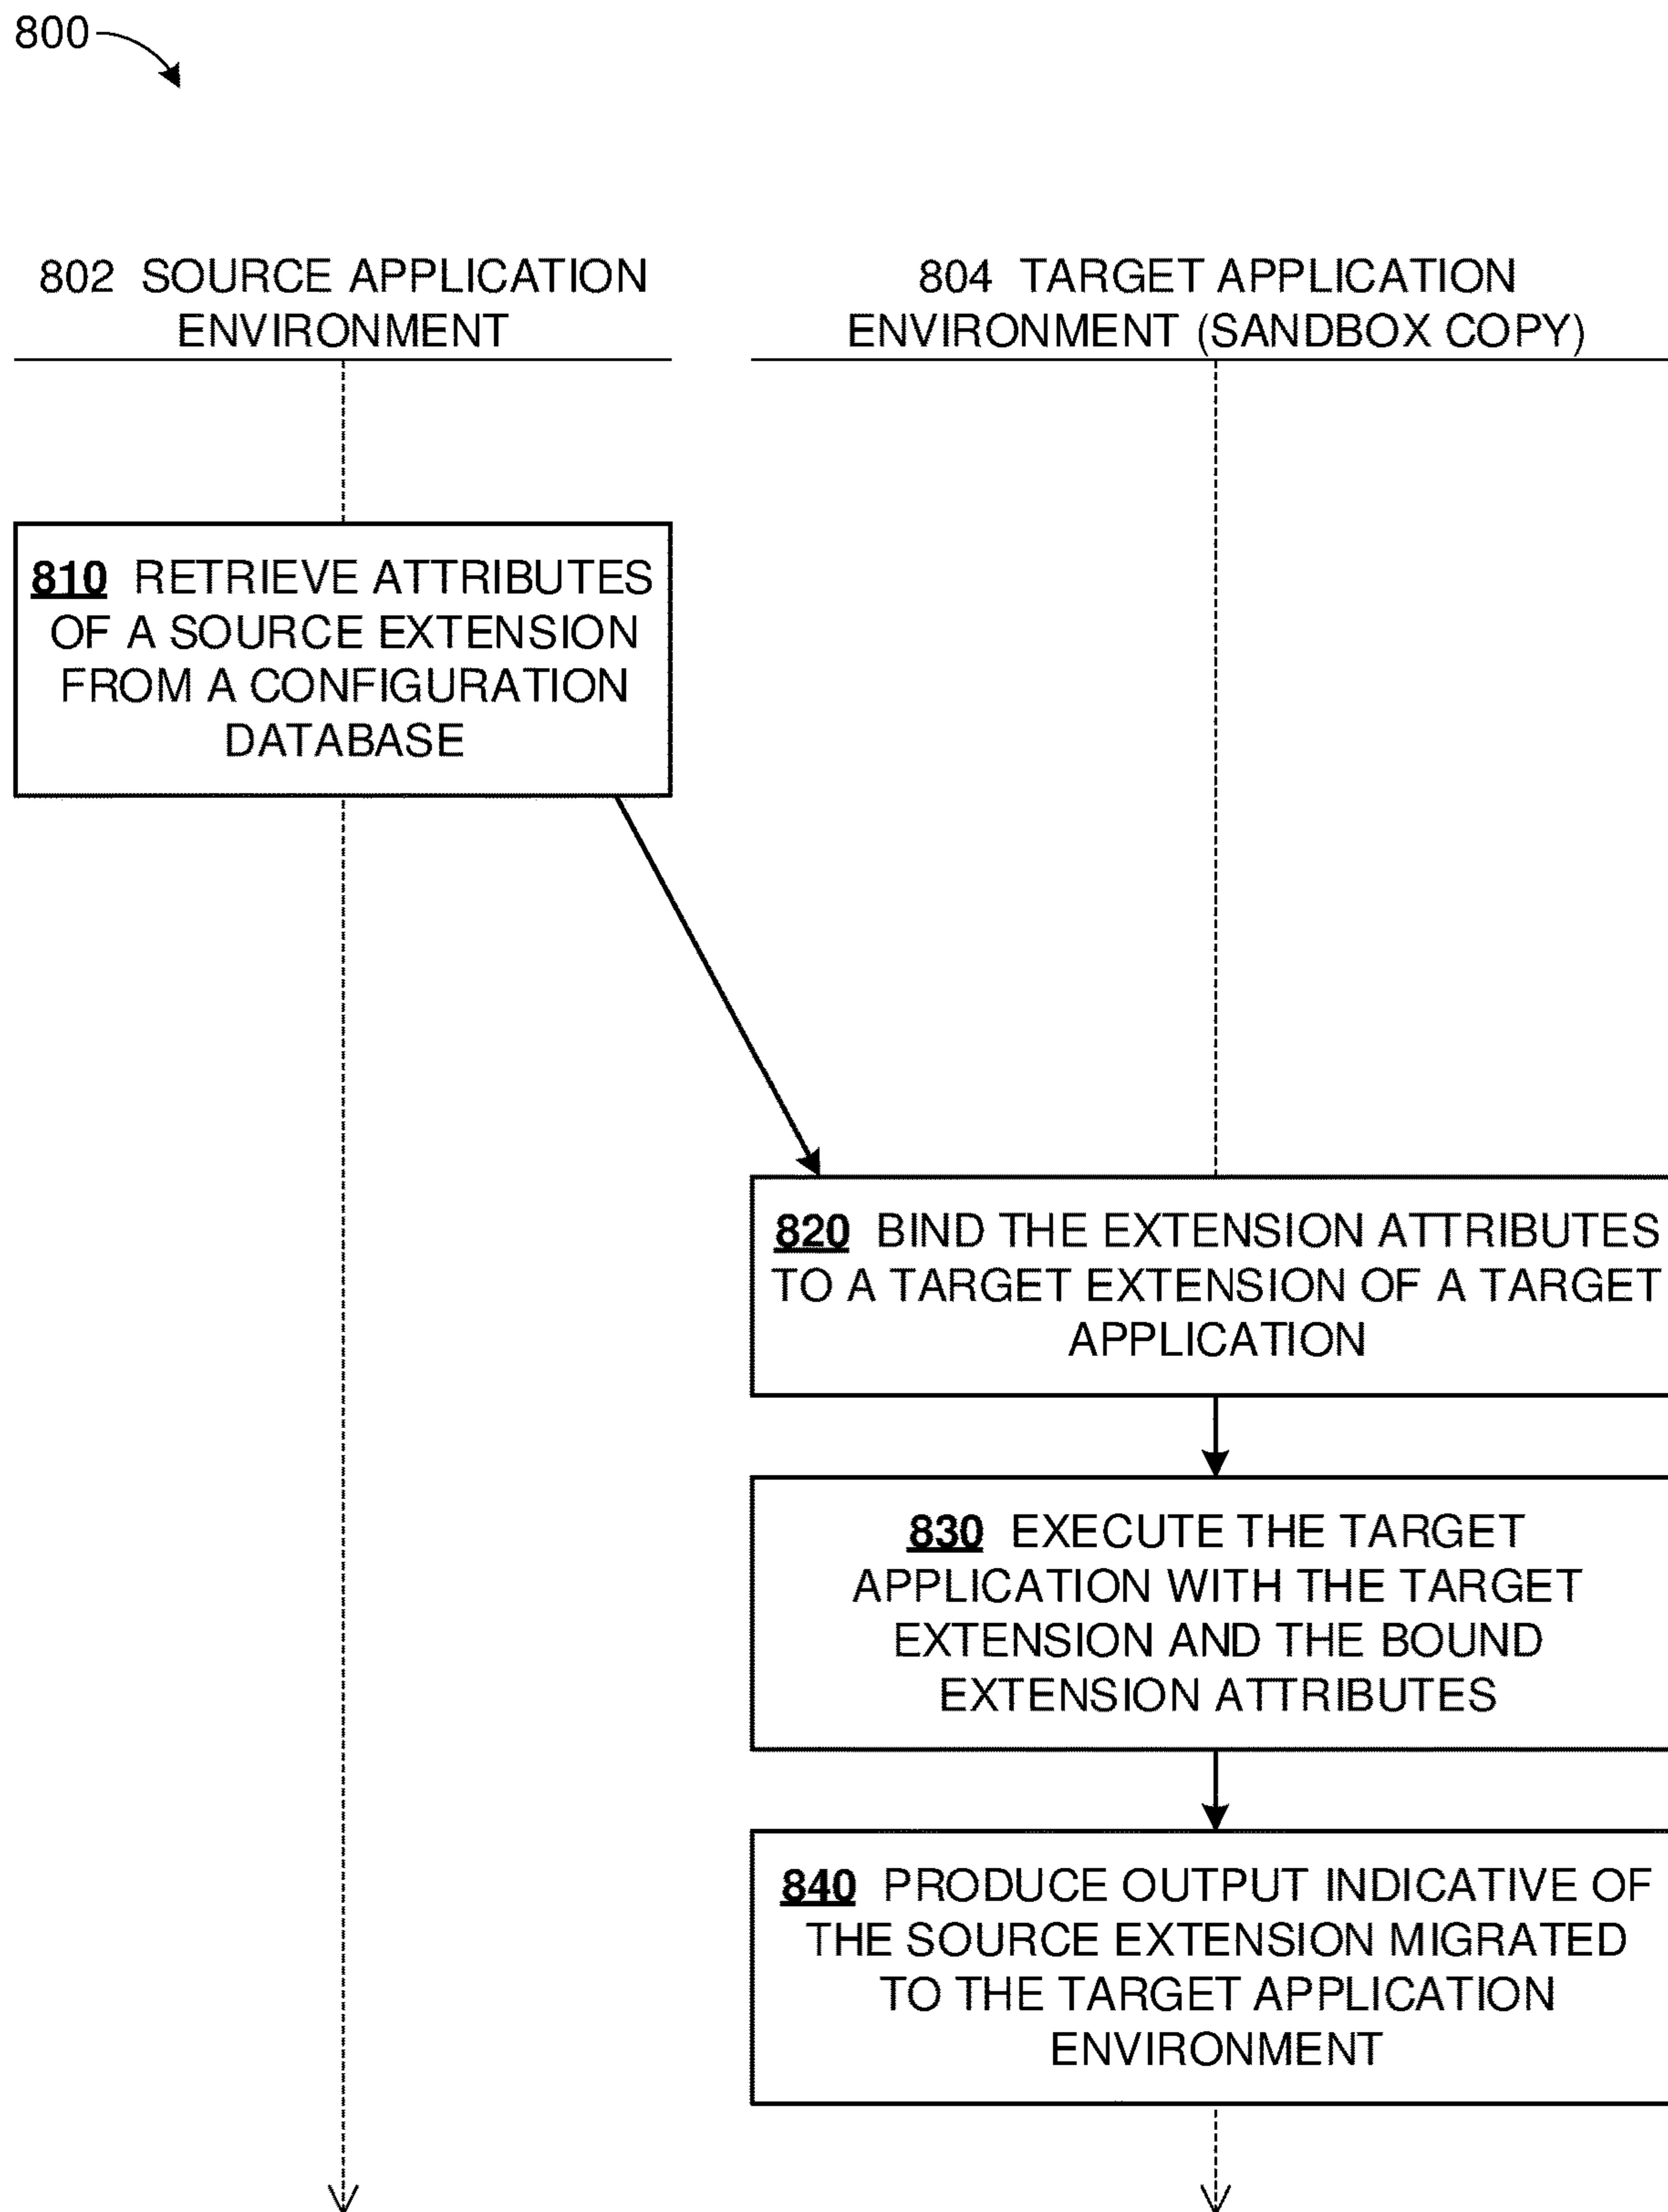 800
802 SOURCE APPLICATION
ENVIRONMENT
804 TARGET APPLICATION
ENVIRONMENT (SANDBOX COPY)
810 RETRIEVE ATTRIBUTES
OF A SOURCE EXTENSION
FROM A CONFIGURATION
DATABASE
820 BIND THE EXTENSION ATTRIBUTES
TO A TARGET EXTENSION OF A TARGET
APPLICATION
830 EXECUTE THE TARGET
APPLICATION WITH THE TARGET
EXTENSION AND THE BOUND
EXTENSION ATTRIBUTES
840 PRODUCE OUTPUT INDICATIVE OF
THE SOURCE EXTENSION MIGRATED
TO THE TARGET APPLICATION
ENVIRONMENT